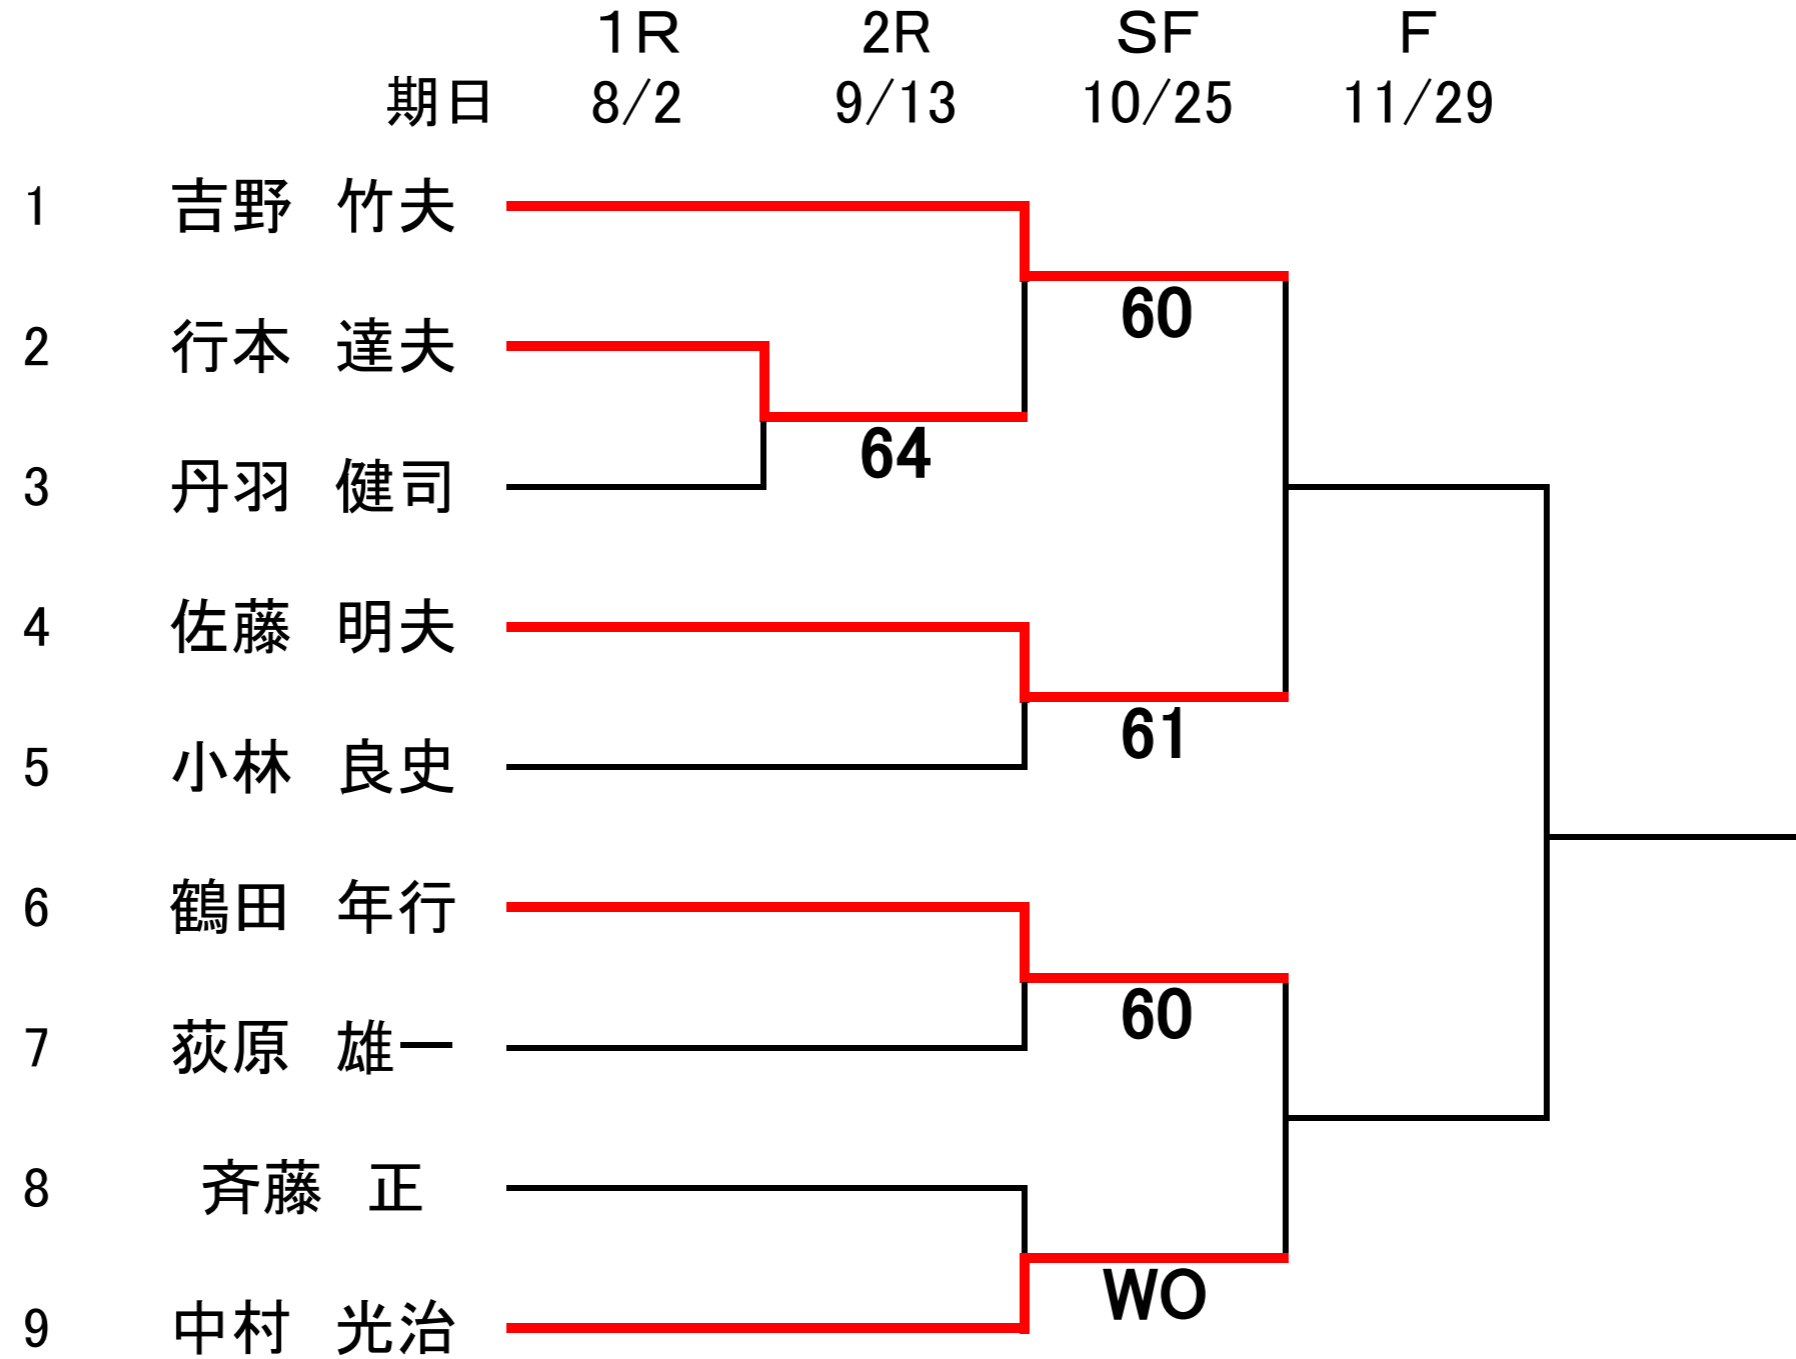 １Ｒ 2R ＳＦ Ｆ
期日 8/2 9/13 10/25 11/29
1 吉野　竹夫
60
2 行本　達夫
64
3 丹羽　健司
4 佐藤　明夫
61
5 小林　良史
6 鶴田　年行
60
7 荻原　雄一
8 斉藤　正
WO
9 中村　光治